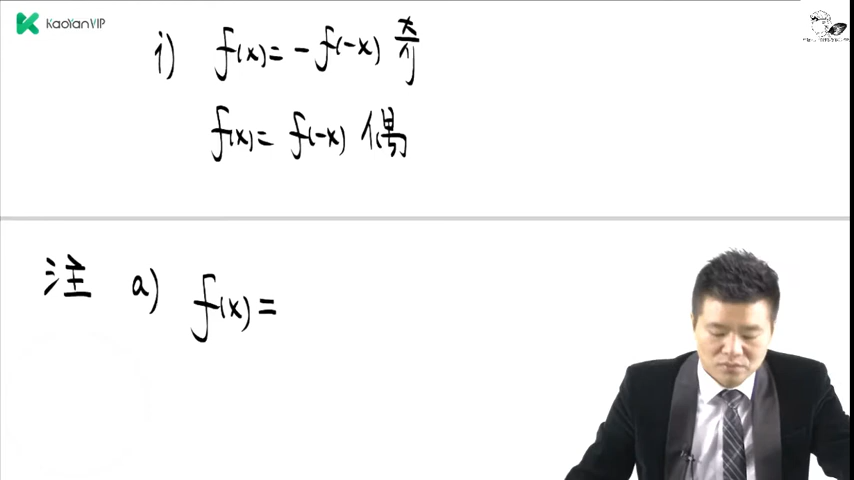 KaoYanVIP
i) f(x)=-f(-x) 奇
f(x)= f(-x) 偶
注 a) f(x)=